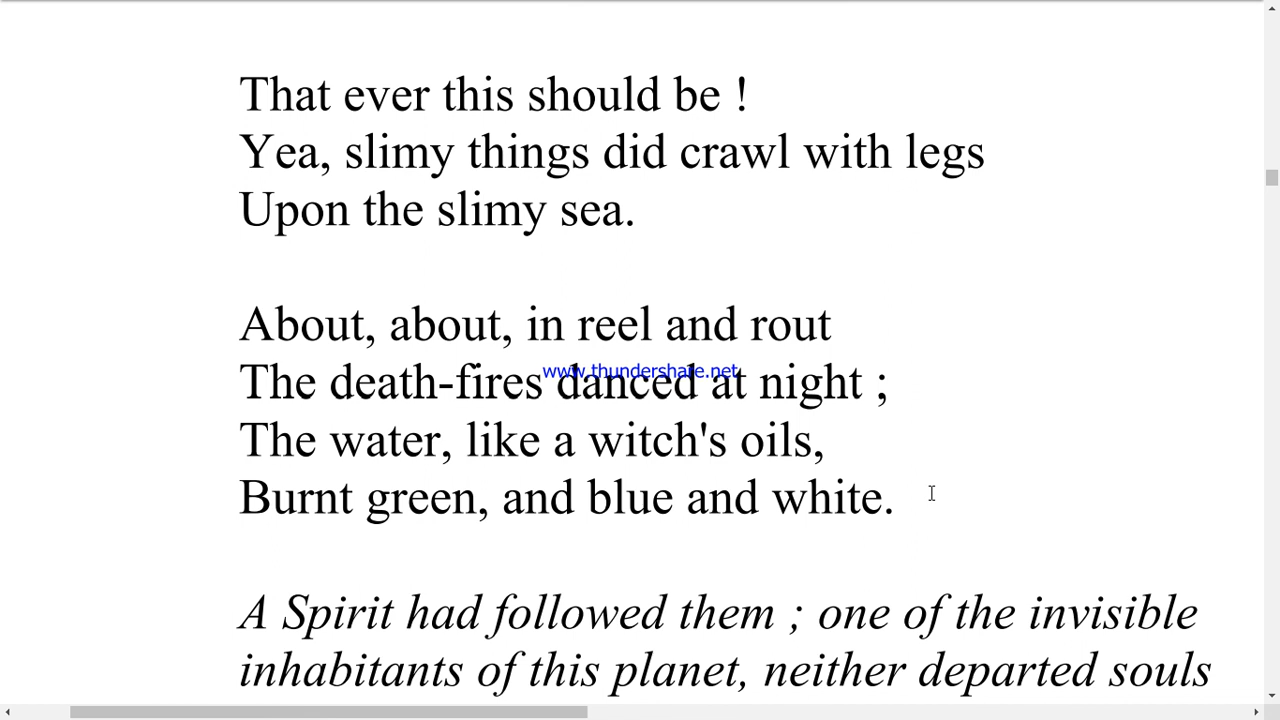 That ever this should be !
Yea, slimy things did crawl with legs
Upon the slimy sea.
About, about, in reel and rout
www.thundershare.net
The death-fires danced at night ;
The water, like a witch's oils,
Burnt green, and blue and white.
A Spirit had followed them ; one of the invisible
inhabitants of this planet, neither departed souls